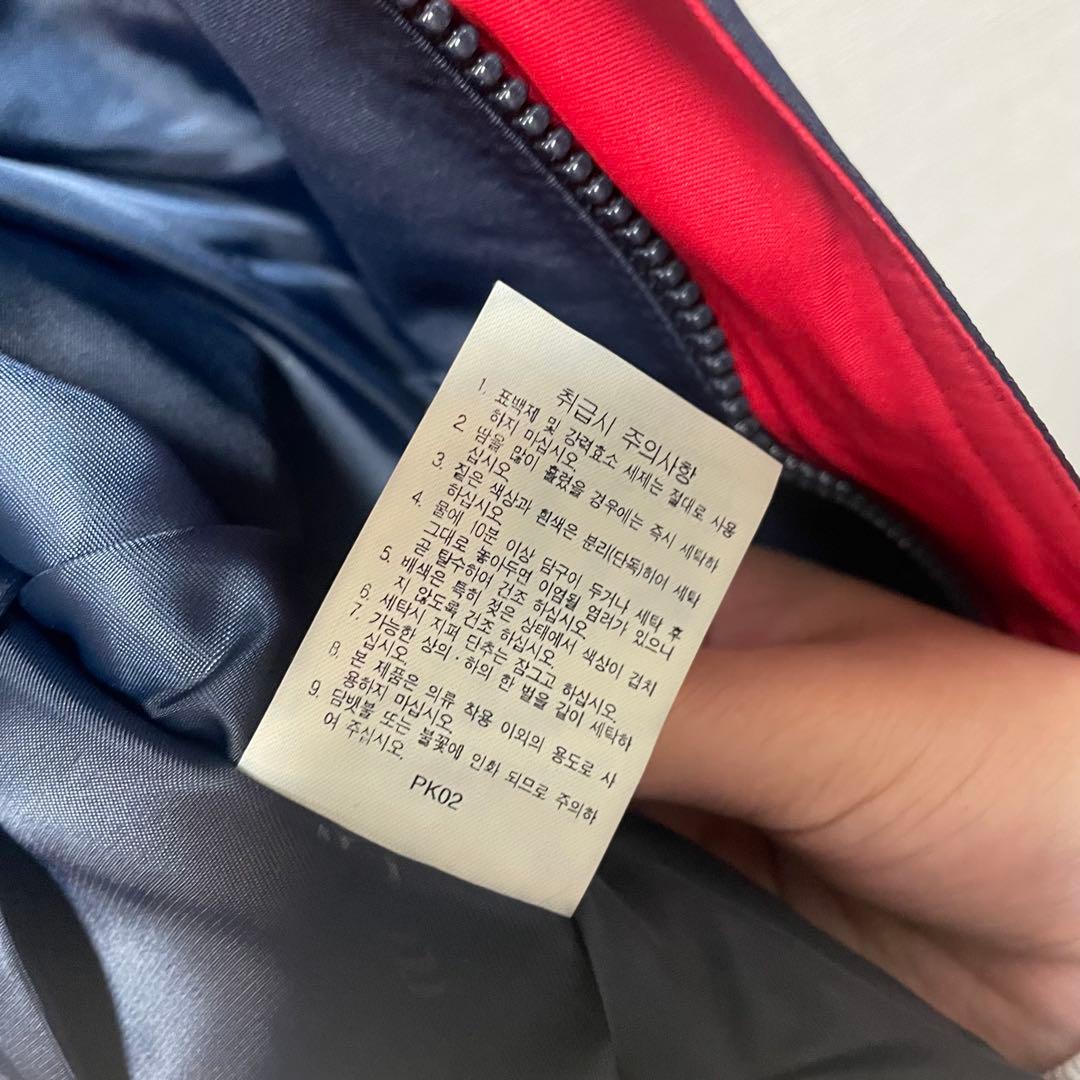 취급시 주의사항
1. 표백제 및 강력효소 세제는 절대로 사용
하지 마십시오.
2 땀을 많이 흘렸을 경우에는 즉시 세탁하
십시오.
3. 짙은 색상과 흰색은 분리(단독)하여 세탁
하십시오.
4. 물에 10분 이상 담구어 두거나 세탁 후
그대로 놓아두면 이염될 염려가 있으니
곧 탈수하여 건조 하십시오.
5. 배색은 특히 젖은 상태에서 색상이 겹치
지 않도록 건조 하십시오.
6. 세탁시 지퍼 단추는 잠그고 하십시오.
7. 가능한 상의·하의 한 벌을 같이 세탁하
십시오.
8. 본 제품은 의류 착용 이외의 용도로 사
용하지 마십시오.
9. 담뱃불 또는 불꽃에 인화 되므로 주의하
여 주십시오.
PK02